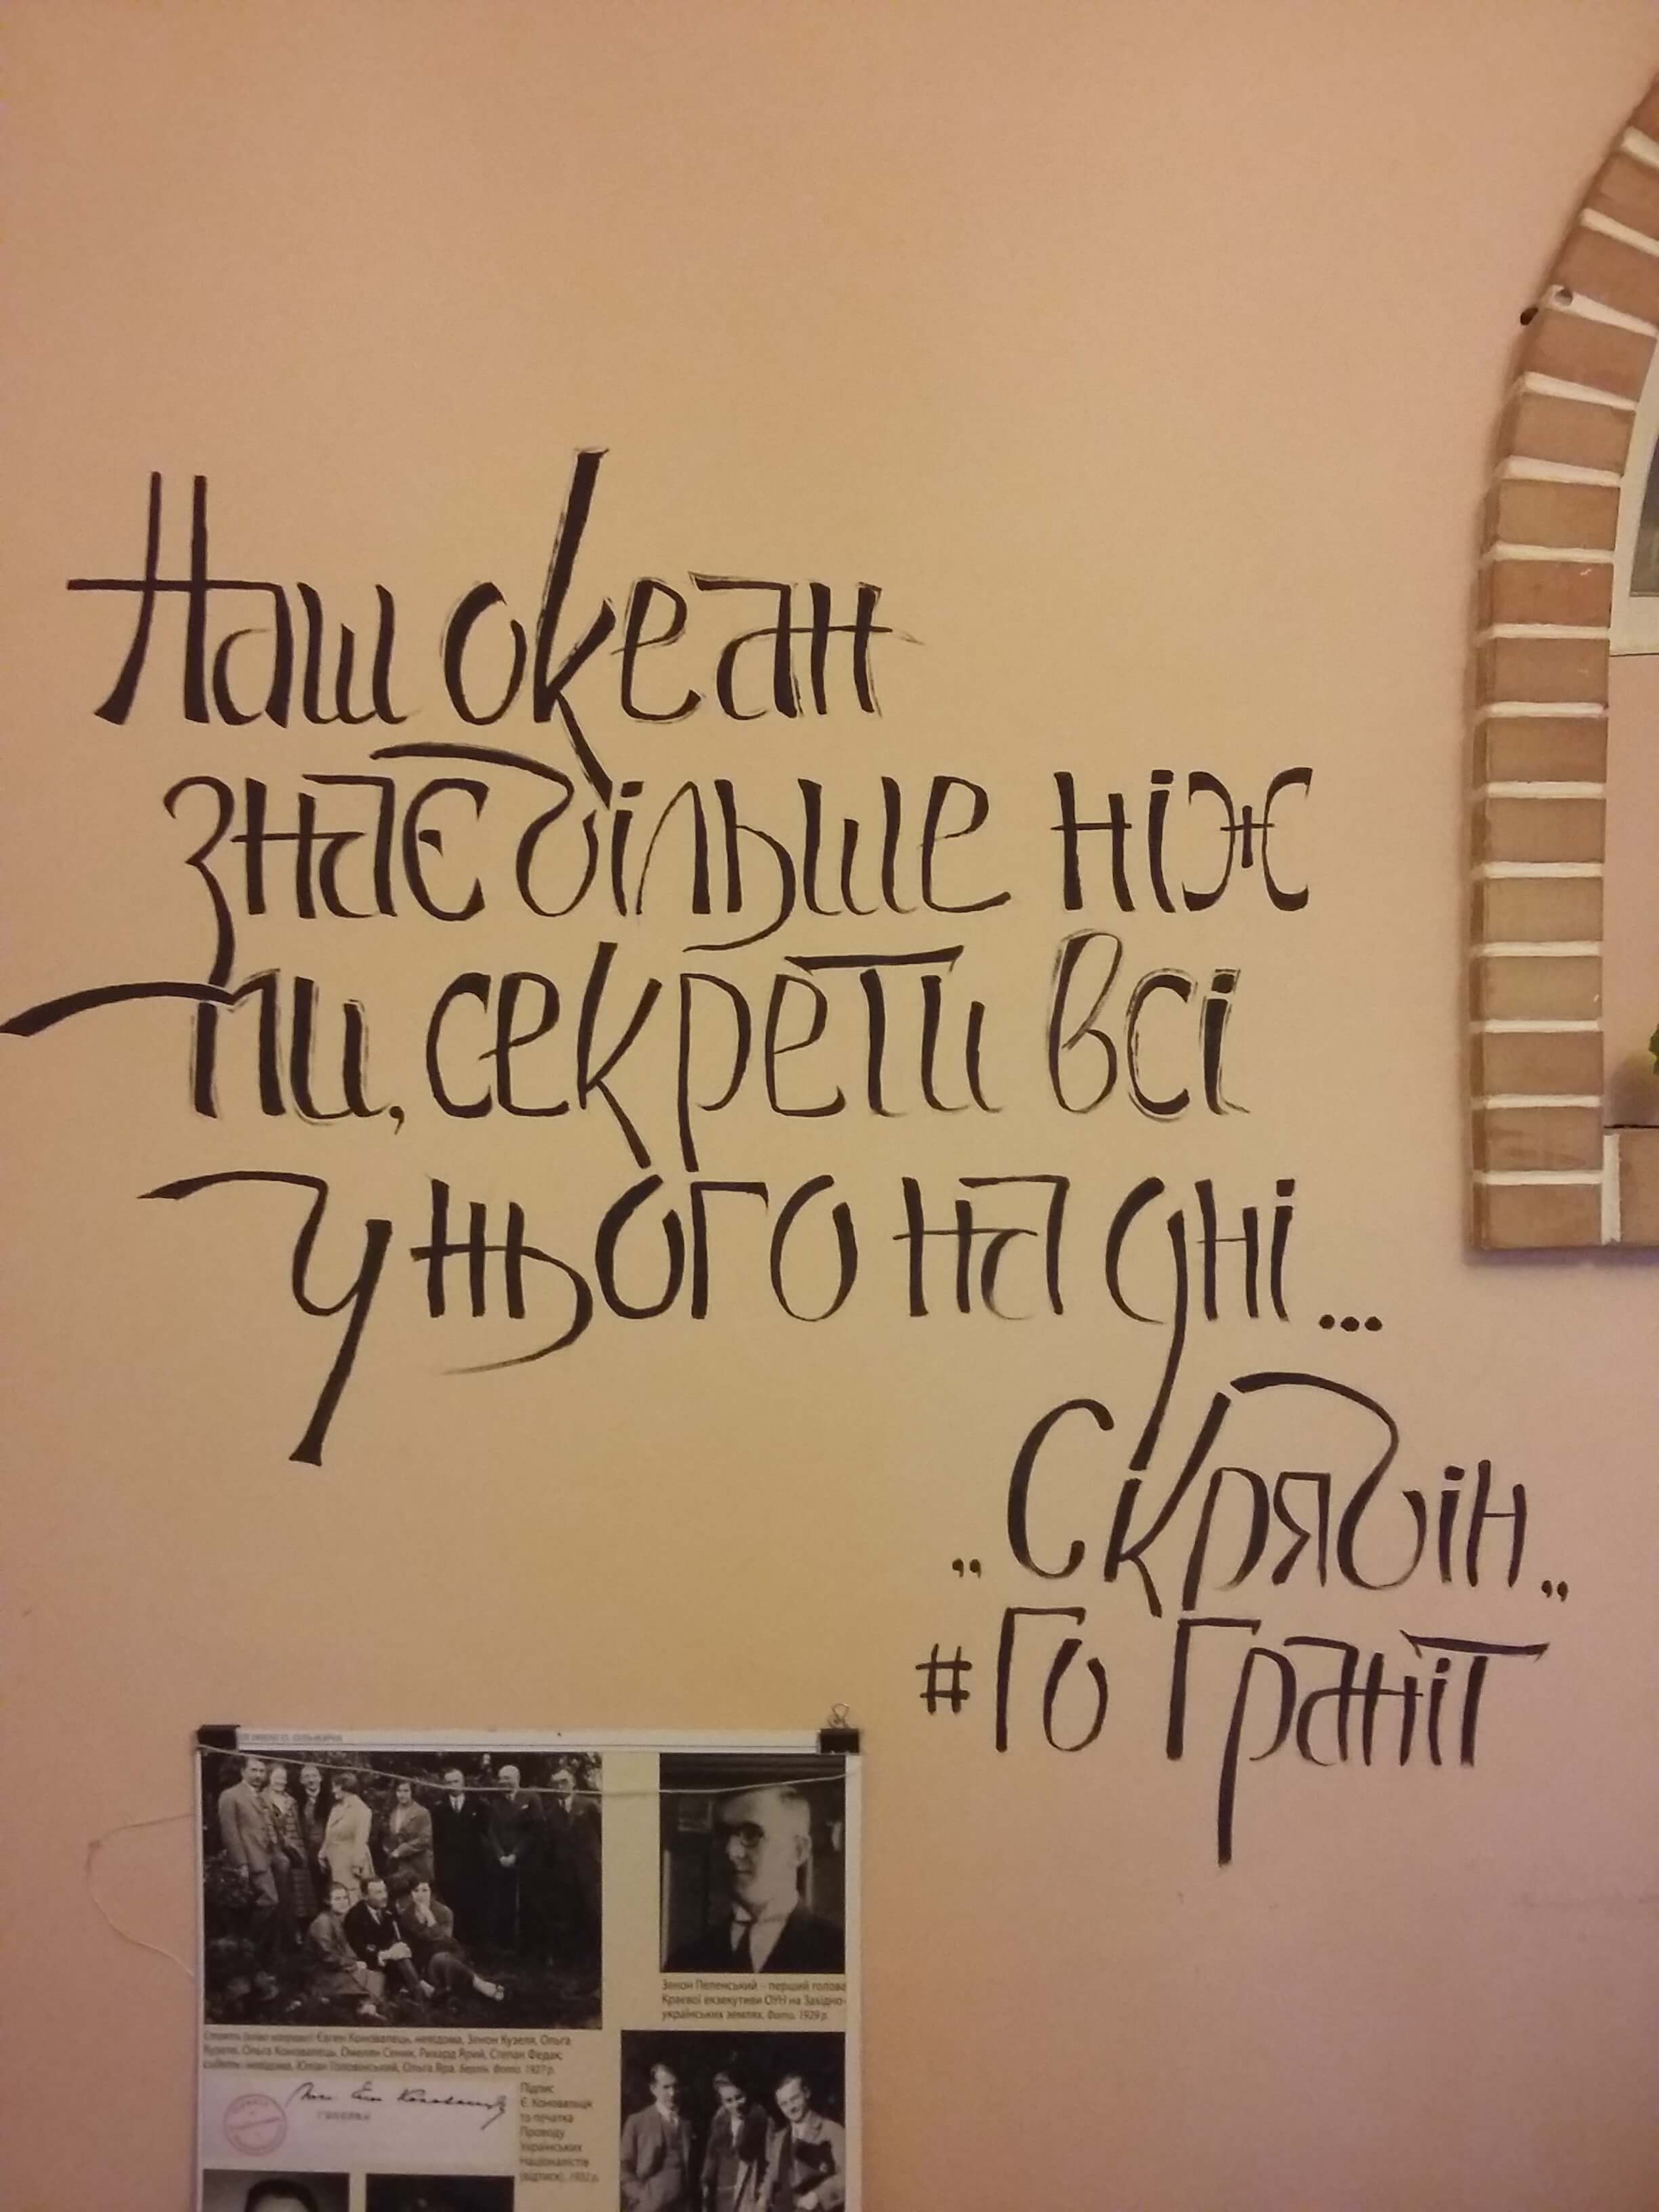 Наш океан
знає більше ніж
ти, секрети всі
у нього на дні...
„Скрябін„
#Го Граніт
Зенон Пеленський – перший голова
Крайової екзекутиви ОУН на Західно-
українських землях. Фото. 1929 р.
Стоять (зліва направо): Євген Коновалець, невідома, Зенон Кузеля, Ольга
Кузеля, Ольга Коновалець, Омелян Сеник, Рихард Ярий, Степан Федак;
сидять: невідома, Юліан Головінський, Ольга Яра. Берлін. Фото. 1927 р.
Підпис
Є. Коновальця
та печатка
Проводу
Українських
Націоналістів
(відтиск). 1932 р.